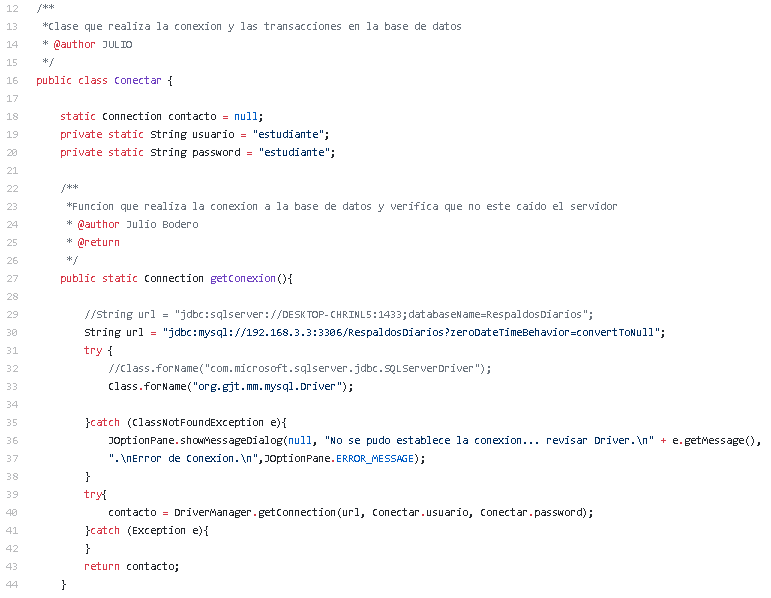 12 /**
13 *Clase que realiza la conexion y las transacciones en la base de datos
14 * @author JULIO
15 */
16 public class Conectar {
17
18 static Connection contacto = null;
19 private static String usuario = "estudiante";
20 private static String password = "estudiante";
21
22 /**
23 *Funcion que realiza la conexion a la base de datos y verifica que no este caido el servidor
24 * @author Julio Bodero
25 * @return
26 */
27 public static Connection getConexion(){
28
29 //String url = "jdbc:sqlserver://DESKTOP-CHRINL5:1433;databaseName=RespaldosDiarios";
30 String url = "jdbc:mysql://192.168.3.3:3306/RespaldosDiarios?zeroDateTimeBehavior=convertToNull";
31 try {
32 //Class.forName("com.microsoft.sqlserver.jdbc.SQLServerDriver");
33 Class.forName("org.gjt.mm.mysql.Driver");
34
35 }catch (ClassNotFoundException e){
36 JOptionPane.showMessageDialog(null, "No se pudo establece la conexion... revisar Driver.\n" + e.getMessage(),
37 ".\nError de Conexion.\n",JOptionPane.ERROR_MESSAGE);
38 }
39 try{
40 contacto = DriverManager.getConnection(url, Conectar.usuario, Conectar.password);
41 }catch (Exception e){
42 }
43 return contacto;
44 }